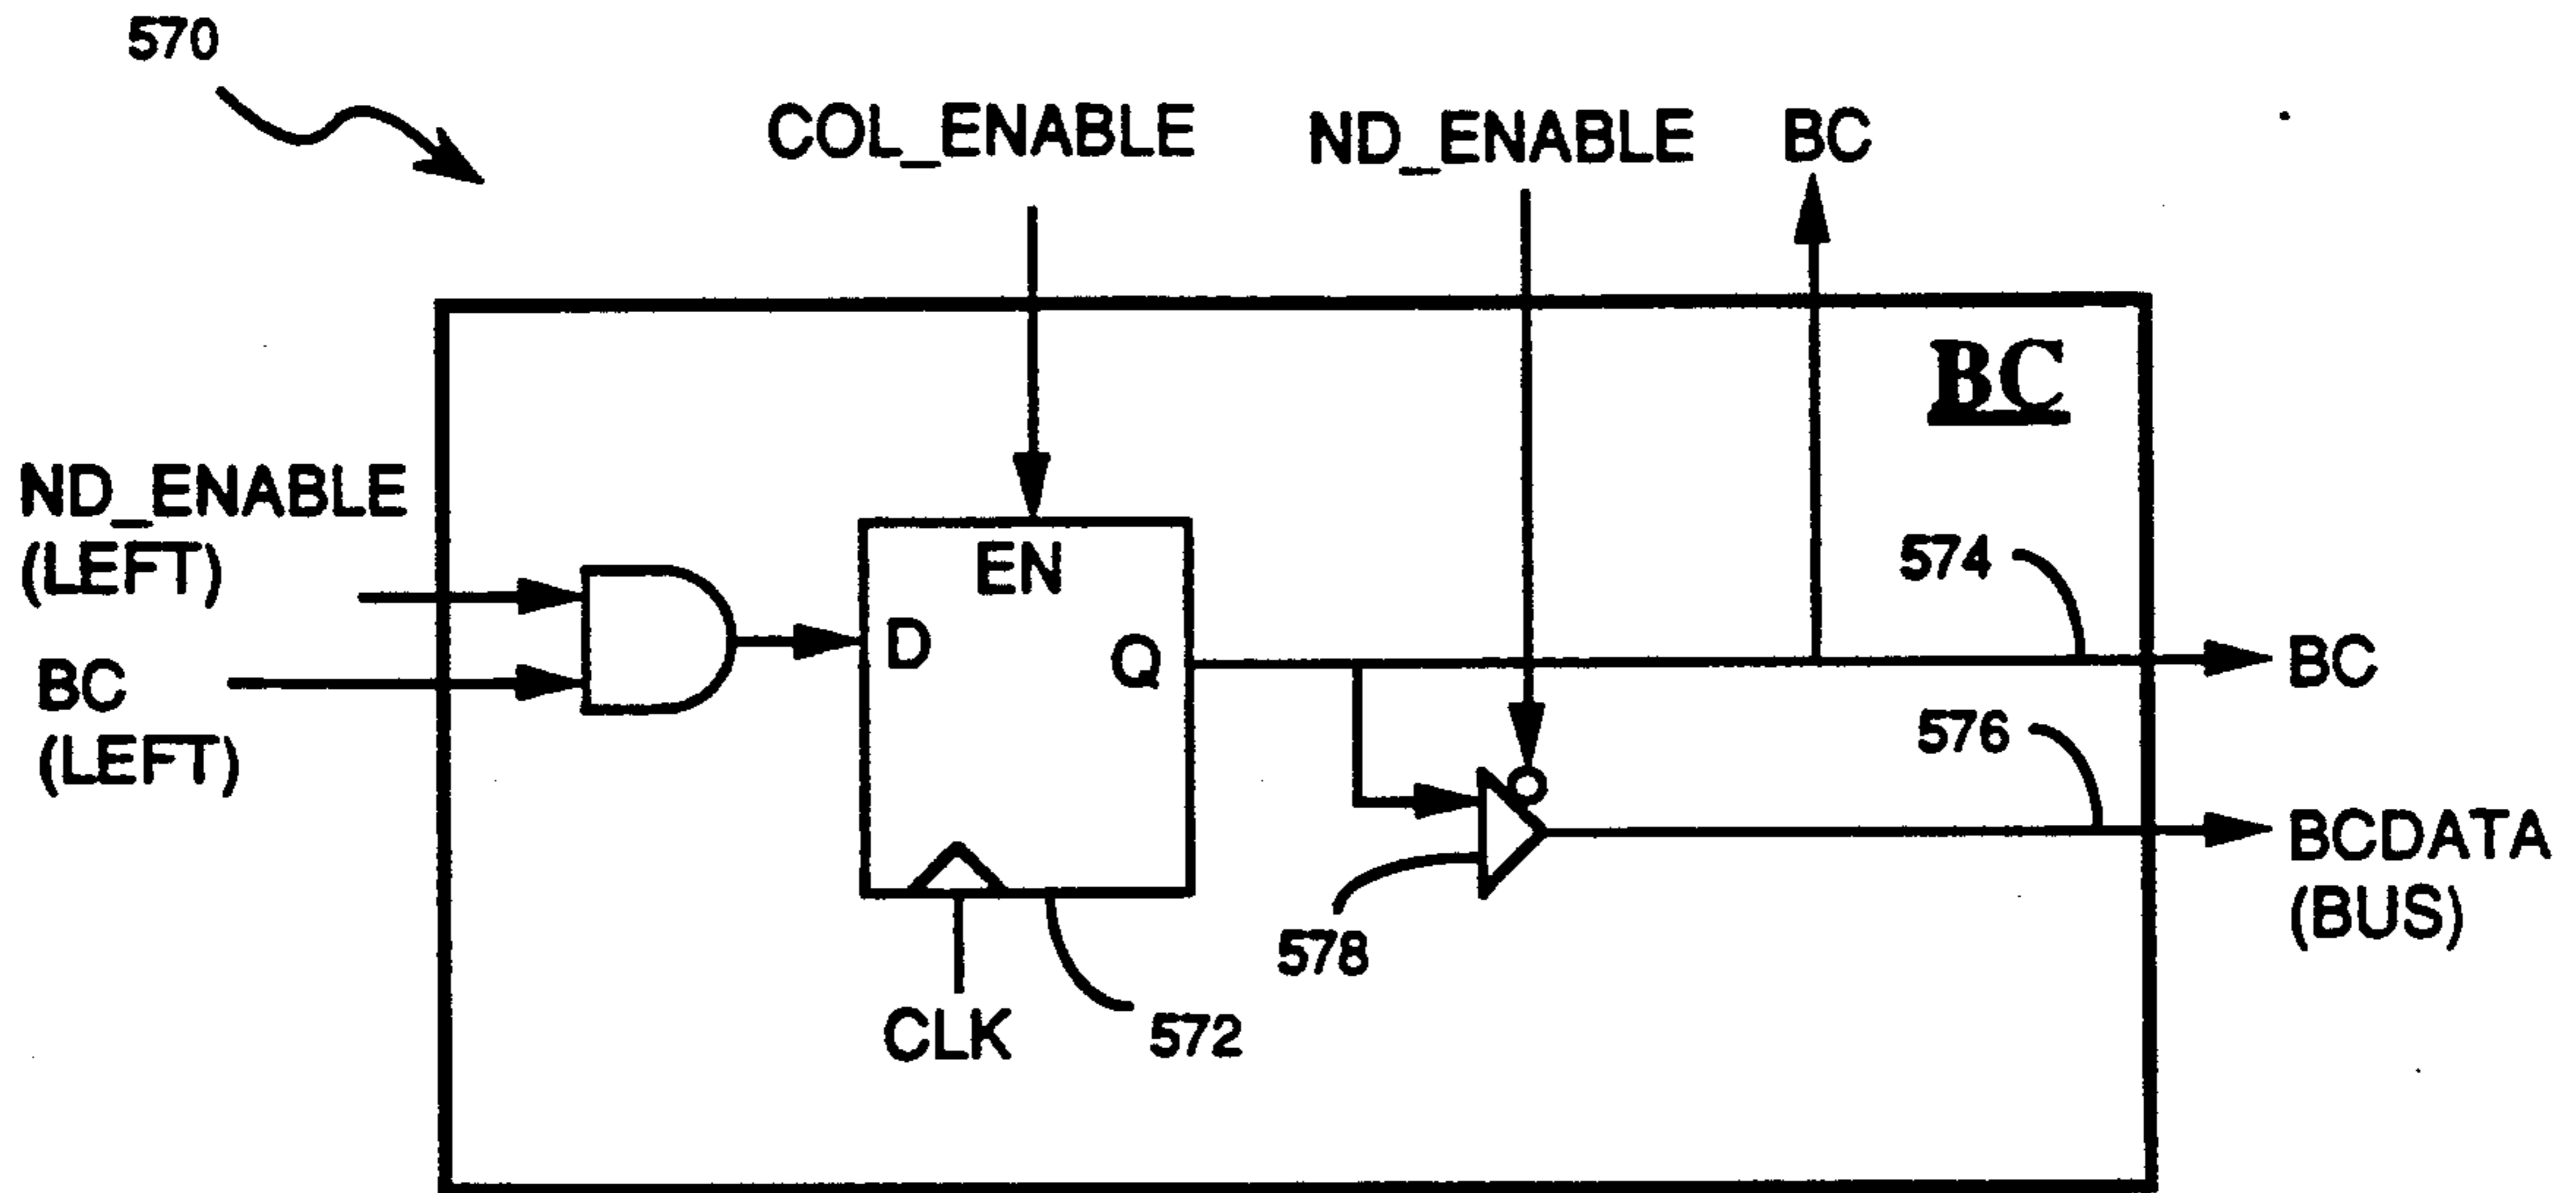 570
COL_ENABLE
ND_ENABLE
BC
BC
ND_ENABLE
(LEFT)
BC
(LEFT)
EN
D
Q
574
BC
576
BCDATA
(BUS)
578
CLK
572